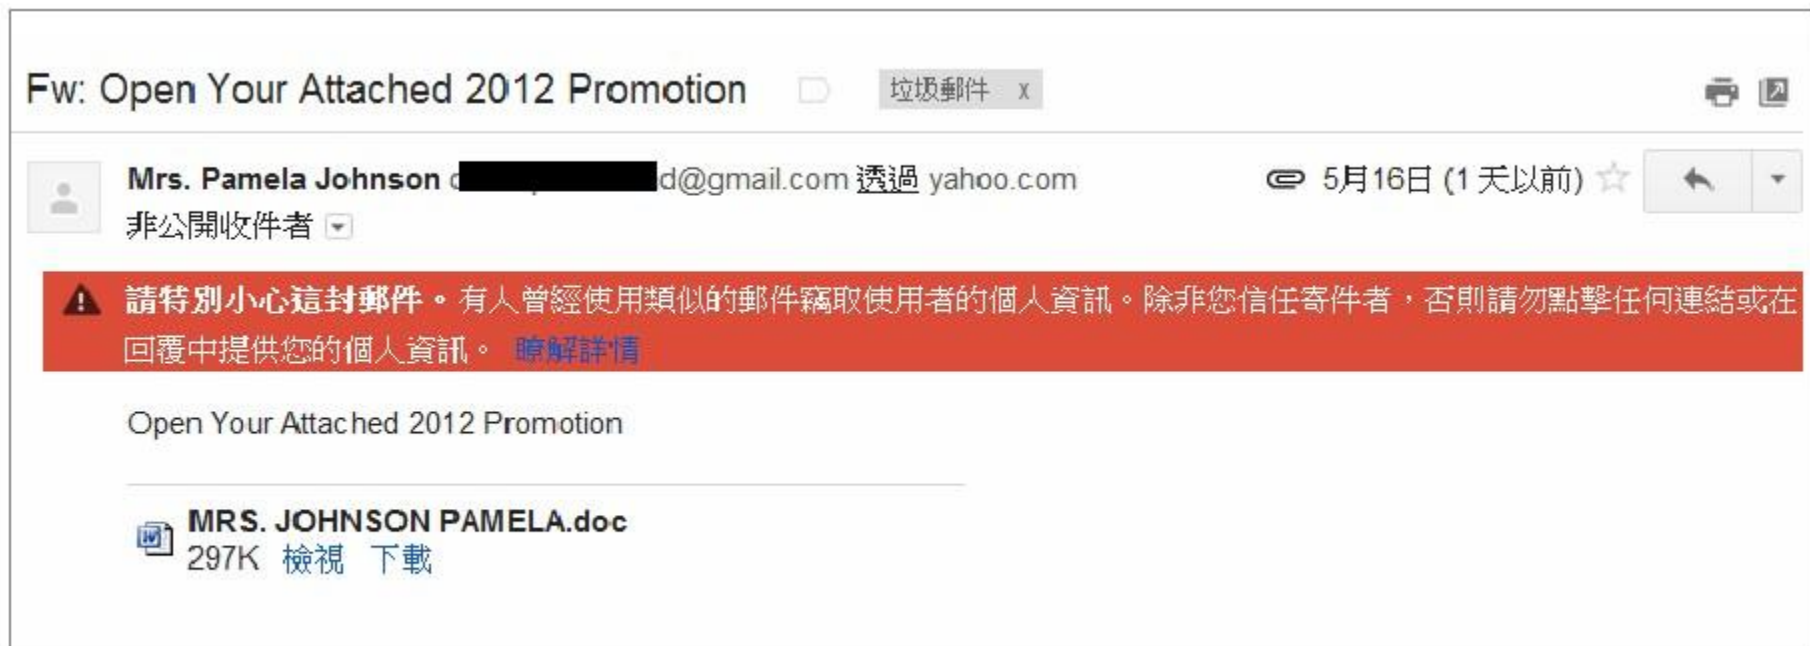 Fw: Open Your Attached 2012 Promotion 垃圾郵件 x
Mrs. Pamela Johnson d@gmail.com 透過 yahoo.com 5月16日 (1 天以前)
非公開收件者
請特別小心這封郵件。有人曾經使用類似的郵件竊取使用者的個人資訊。除非您信任寄件者，否則請勿點擊任何連結或在
回覆中提供您的個人資訊。 瞭解詳情
Open Your Attached 2012 Promotion
MRS. JOHNSON PAMELA.doc
297K 檢視 下載